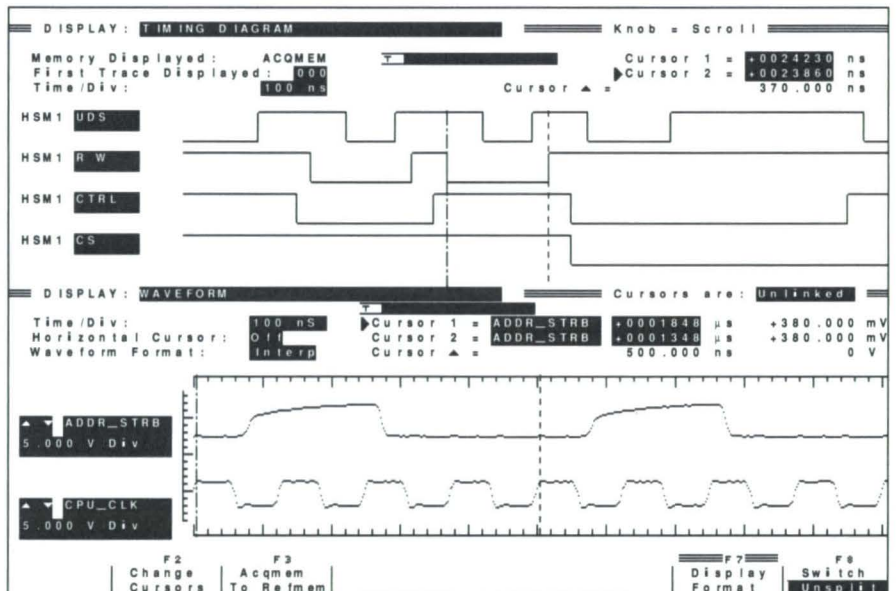 DISPLAY: TIMING DIAGRAM Knob = Scroll
Memory Displayed: ACQMEM T Cursor 1 = +0024230 ns
First Trace Displayed: 000 Cursor 2 = +0023860 ns
Time/Div: 100 ns Cursor ▲ = 370.000 ns
HSM1 UDS
HSM1 R W
HSM1 CTRL
HSM1 CS
DISPLAY: WAVEFORM Cursors are: Unlinked
T
Time/Div: 100 nS Cursor 1 = ADDR_STRB +0001848 µs +380.000 mV
Horizontal Cursor: Off Cursor 2 = ADDR_STRB +0001348 µs +380.000 mV
Waveform Format: Interp Cursor ▲ = 500.000 ns 0 V
▲ ▼ ADDR_STRB
5.000 V Div
▲ ▼ CPU_CLK
5.000 V Div
F2 F3 F7 F8
Change Acqmem Display Switch
Cursors To Refmem Format Unsplit